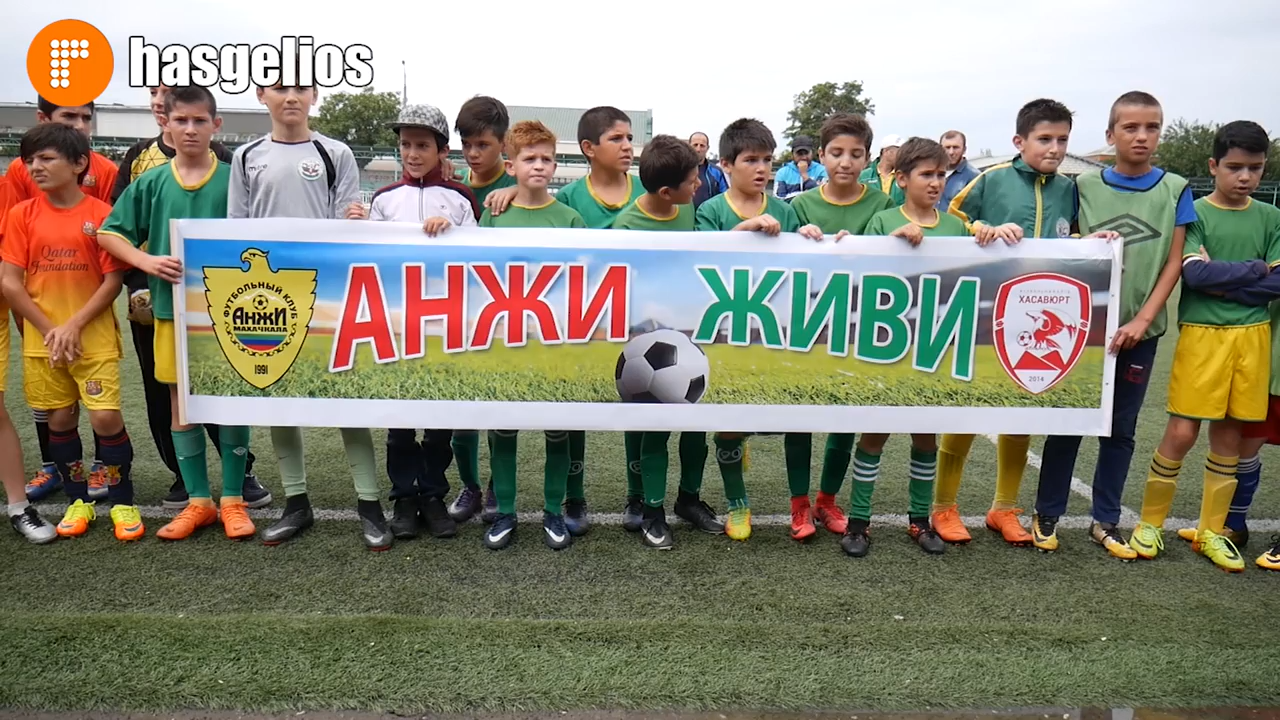 hasgelios
АНЖИ ЖИВИ
ФУТБОЛЬНЫЙ КЛУБ
АНЖИ
МАХАЧКАЛА
1991
ХАСАВЮРТ
2014
Qatar
Foundation